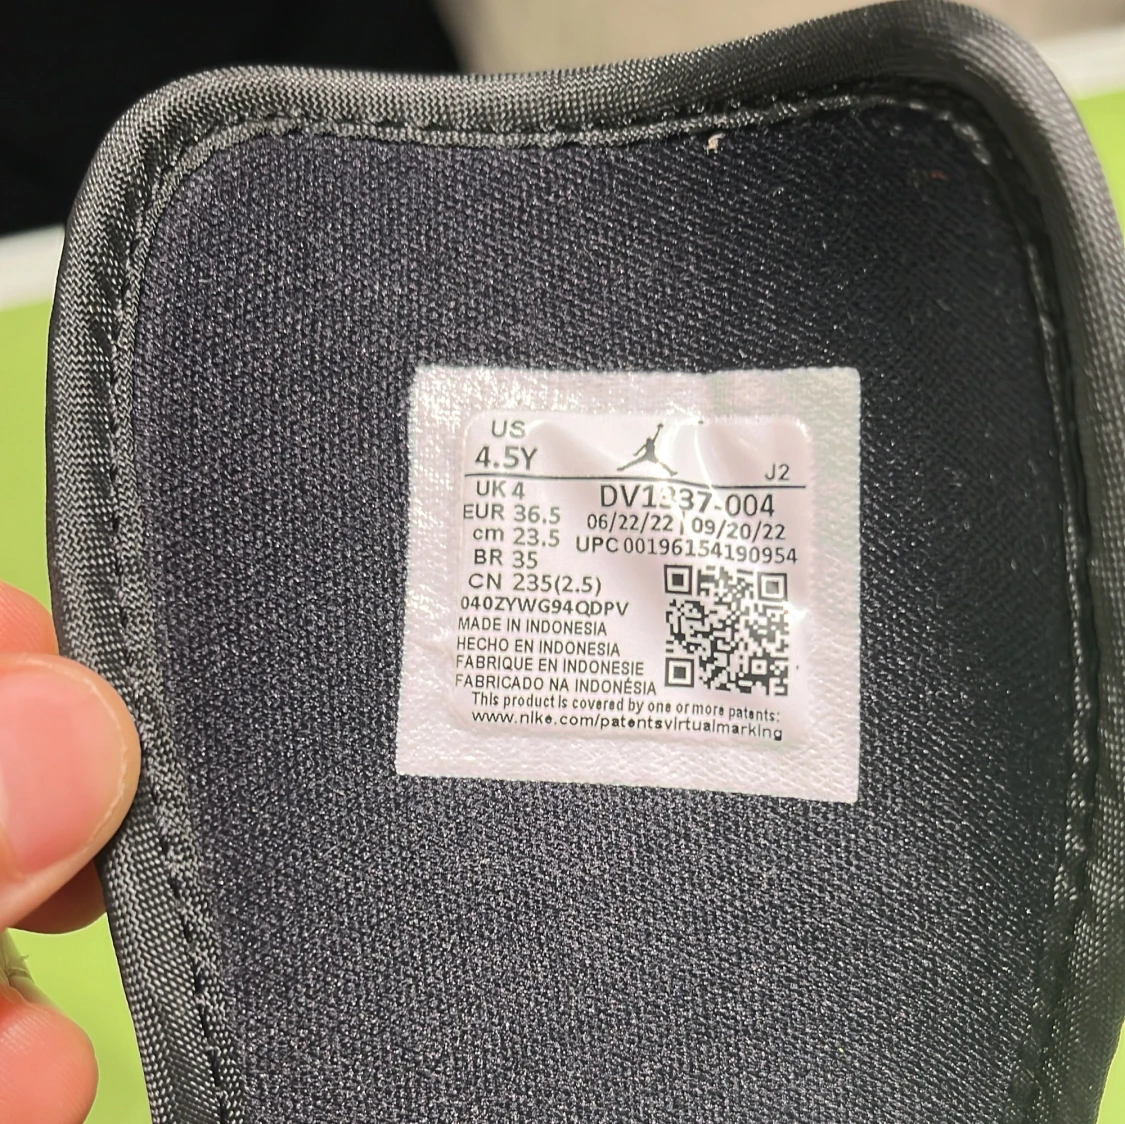 US
4.5Y
J2
UK 4
EUR 36.5
cm 23.5
BR 35
CN 235(2.5)
06/22/22 | 09/20/22
UPC 00196154190954
040ZYWG94QDPV
MADE IN INDONESIA
HECHO EN INDONESIA
FABRIQUE EN INDONESIE
FABRICADO NA INDONÉSIA
This product is covered by one or more patents:
www.nike.com/patentsvirtualmarking